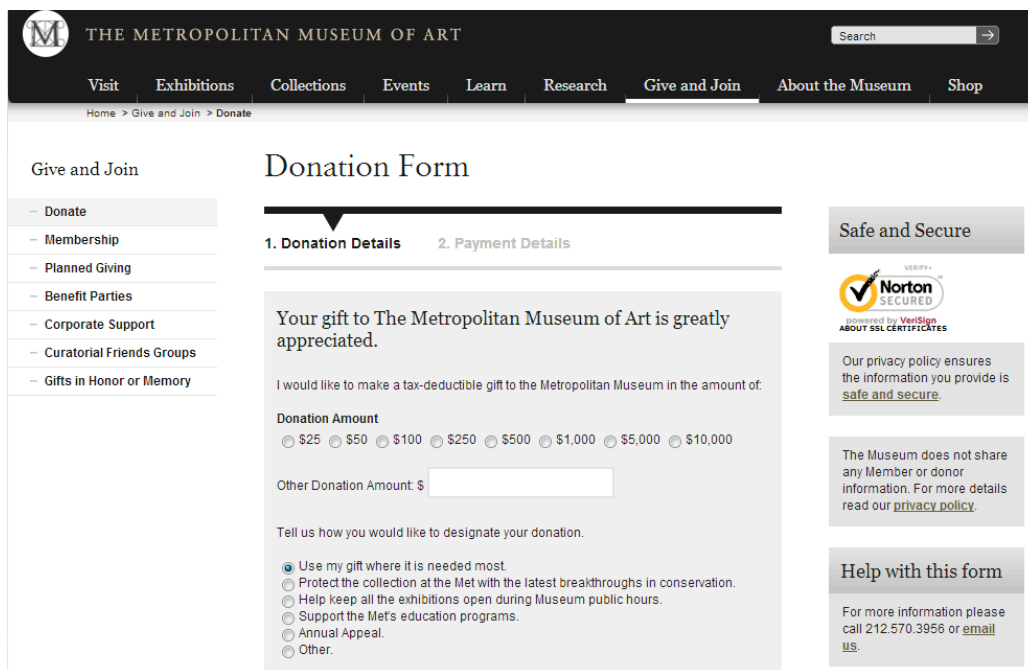 THE METROPOLITAN MUSEUM OF ART
Search
Visit Exhibitions Collections Events Learn Research Give and Join About the Museum Shop
Home > Give and Join > Donate
Give and Join
– Donate
– Membership
– Planned Giving
– Benefit Parties
– Corporate Support
– Curatorial Friends Groups
– Gifts in Honor or Memory
Donation Form
1. Donation Details 2. Payment Details
Your gift to The Metropolitan Museum of Art is greatly
appreciated.
I would like to make a tax-deductible gift to the Metropolitan Museum in the amount of:
Donation Amount
$25 $50 $100 $250 $500 $1,000 $5,000 $10,000
Other Donation Amount: $
Tell us how you would like to designate your donation.
Use my gift where it is needed most.
Protect the collection at the Met with the latest breakthroughs in conservation.
Help keep all the exhibitions open during Museum public hours.
Support the Met's education programs.
Annual Appeal.
Other.
Safe and Secure
VERIFY
Norton
SECURED
powered by VeriSign
ABOUT SSL CERTIFICATES
Our privacy policy ensures
the information you provide is
safe and secure.
The Museum does not share
any Member or donor
information. For more details
read our privacy policy.
Help with this form
For more information please
call 212.570.3956 or email
us.